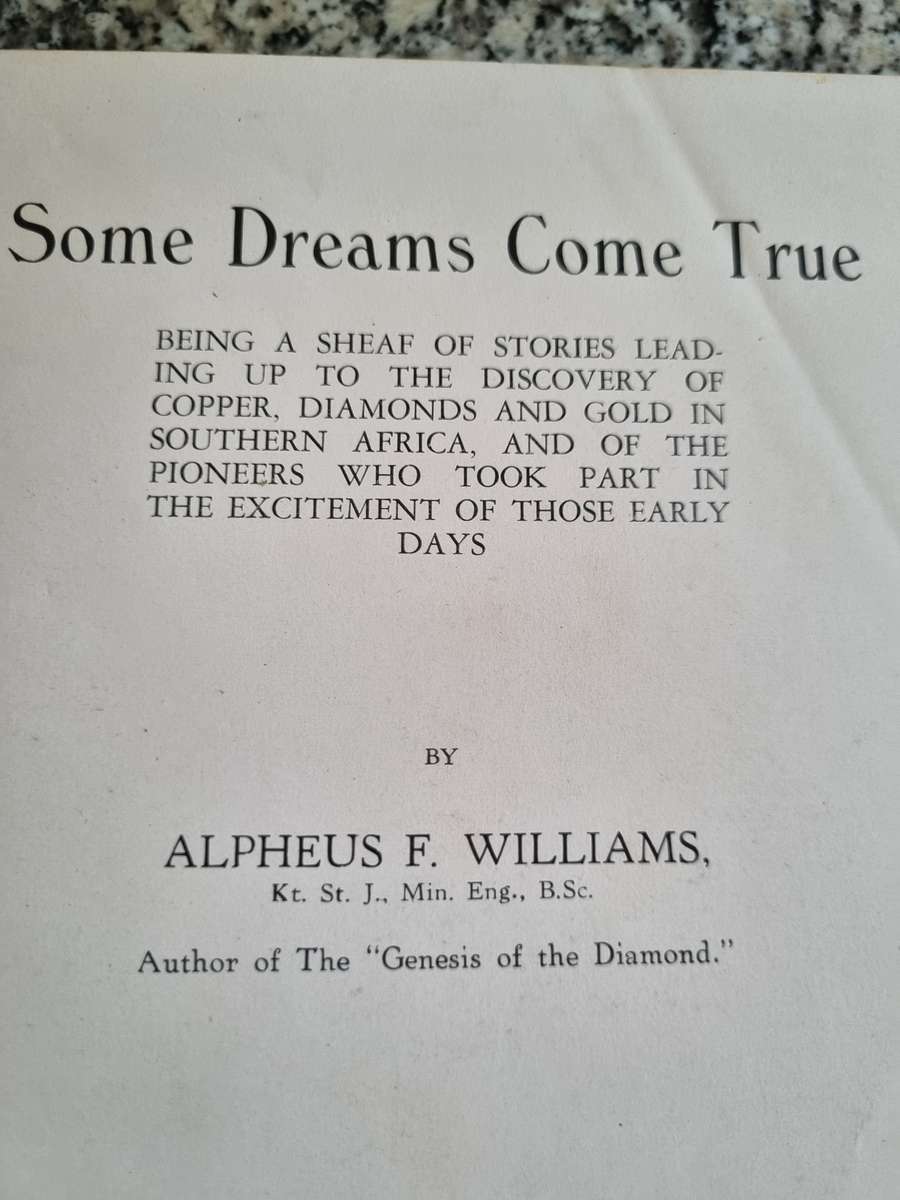 Some Dreams Come True
BEING A SHEAF OF STORIES LEAD-
ING UP TO THE DISCOVERY OF
COPPER, DIAMONDS AND GOLD IN
SOUTHERN AFRICA, AND OF THE
PIONEERS WHO TOOK PART IN
THE EXCITEMENT OF THOSE EARLY
DAYS
BY
ALPHEUS F. WILLIAMS,
Kt. St. J., Min. Eng., B.Sc.
Author of The "Genesis of the Diamond."